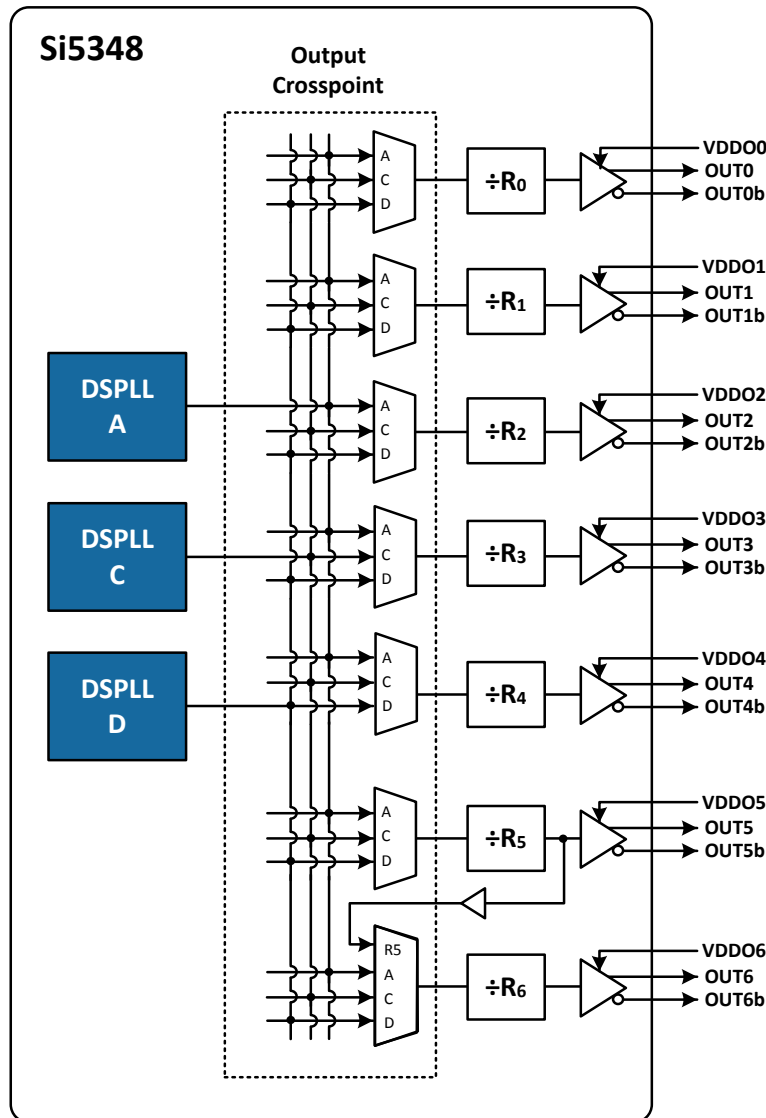 Si5348
Output
Crosspoint
A
C
D
÷R0
VDDO0
OUT0
OUT0b
A
C
D
÷R1
VDDO1
OUT1
OUT1b
DSPLL
A
A
C
D
÷R2
VDDO2
OUT2
OUT2b
DSPLL
C
A
C
D
÷R3
VDDO3
OUT3
OUT3b
DSPLL
D
A
C
D
÷R4
VDDO4
OUT4
OUT4b
A
C
D
÷R5
VDDO5
OUT5
OUT5b
R5
A
C
D
÷R6
VDDO6
OUT6
OUT6b